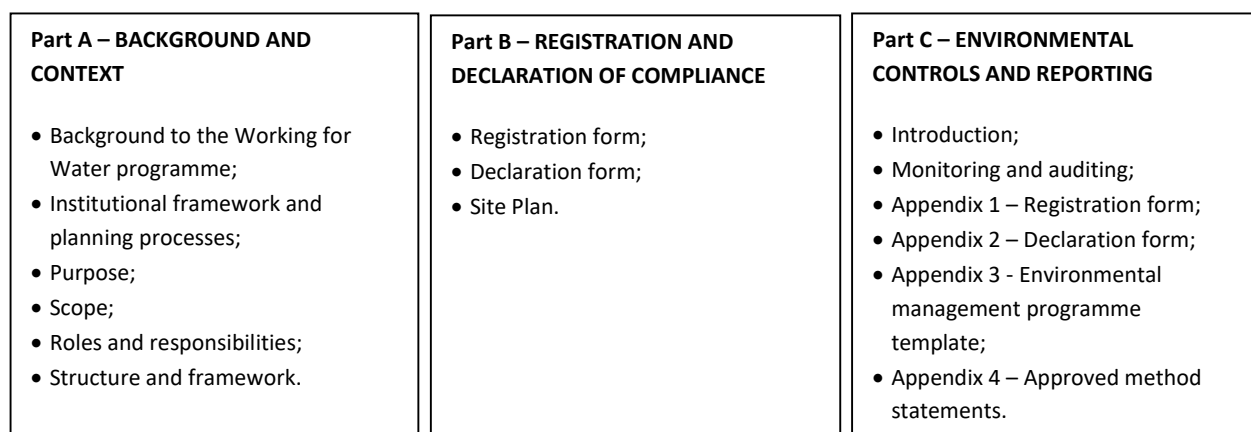 Part A – BACKGROUND AND
CONTEXT
• Background to the Working for
Water programme;
• Institutional framework and
planning processes;
• Purpose;
• Scope;
• Roles and responsibilities;
• Structure and framework.
Part B – REGISTRATION AND
DECLARATION OF COMPLIANCE
• Registration form;
• Declaration form;
• Site Plan.
Part C – ENVIRONMENTAL
CONTROLS AND REPORTING
• Introduction;
• Monitoring and auditing;
• Appendix 1 – Registration form;
• Appendix 2 – Declaration form;
• Appendix 3 - Environmental
management programme
template;
• Appendix 4 – Approved method
statements.